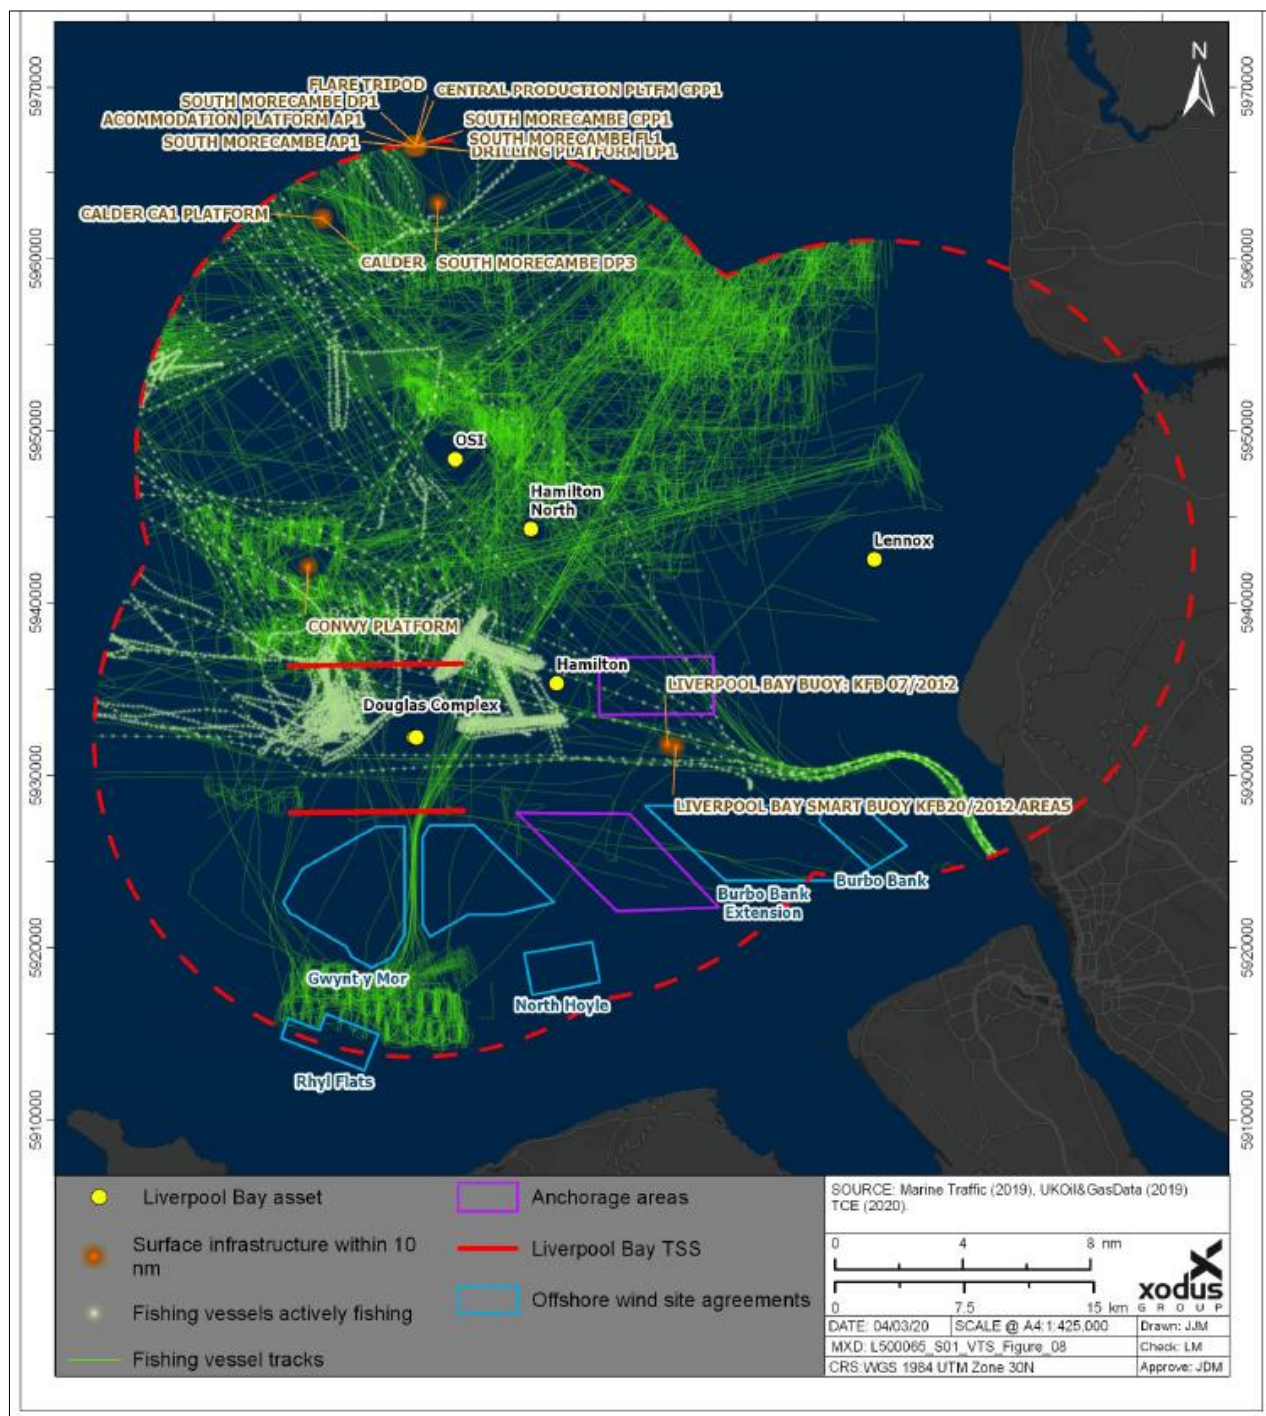 N
5970000
5970000
FLARE TRIPOD
CENTRAL PRODUCTION PLTFM CPP1
SOUTH MORECAMBE DP1
ACOMMODATION PLATFORM AP1
SOUTH MORECAMBE CPP1
SOUTH MORECAMBE AP1
SOUTH MORECAMBE FL1
DRILLING PLATFORM DP1
CALDER CA1 PLATFORM
CALDER
SOUTH MORECAMBE DP3
5960000
5960000
5950000
5950000
OSI
Hamilton
North
Lennox
5940000
5940000
CONWY PLATFORM
Hamilton
LIVERPOOL BAY BUOY: KFB 07/2012
Douglas Complex
5930000
5930000
LIVERPOOL BAY SMART BUOY KFB20/2012 AREA5
Burbo Bank
Burbo Bank
Extension
5920000
5920000
Gwynt y Mor
North Hoyle
Rhyl Flats
5910000
5910000
Liverpool Bay asset
Surface infrastructure within 10
nm
Fishing vessels actively fishing
Fishing vessel tracks
Anchorage areas
Liverpool Bay TSS
Offshore wind site agreements
SOURCE: Marine Traffic (2019), UKOil&GasData (2019)
TCE (2020).
0 4 8 nm
0 7.5 15 km
xodus
GROUP
DATE: 04/03/20
SCALE @ A4:1:425,000
Drawn: JJM
MXD: L500065_S01_VTS_Figure_08
Check: LM
CRS:WGS 1984 UTM Zone 30N
Approve: JDM